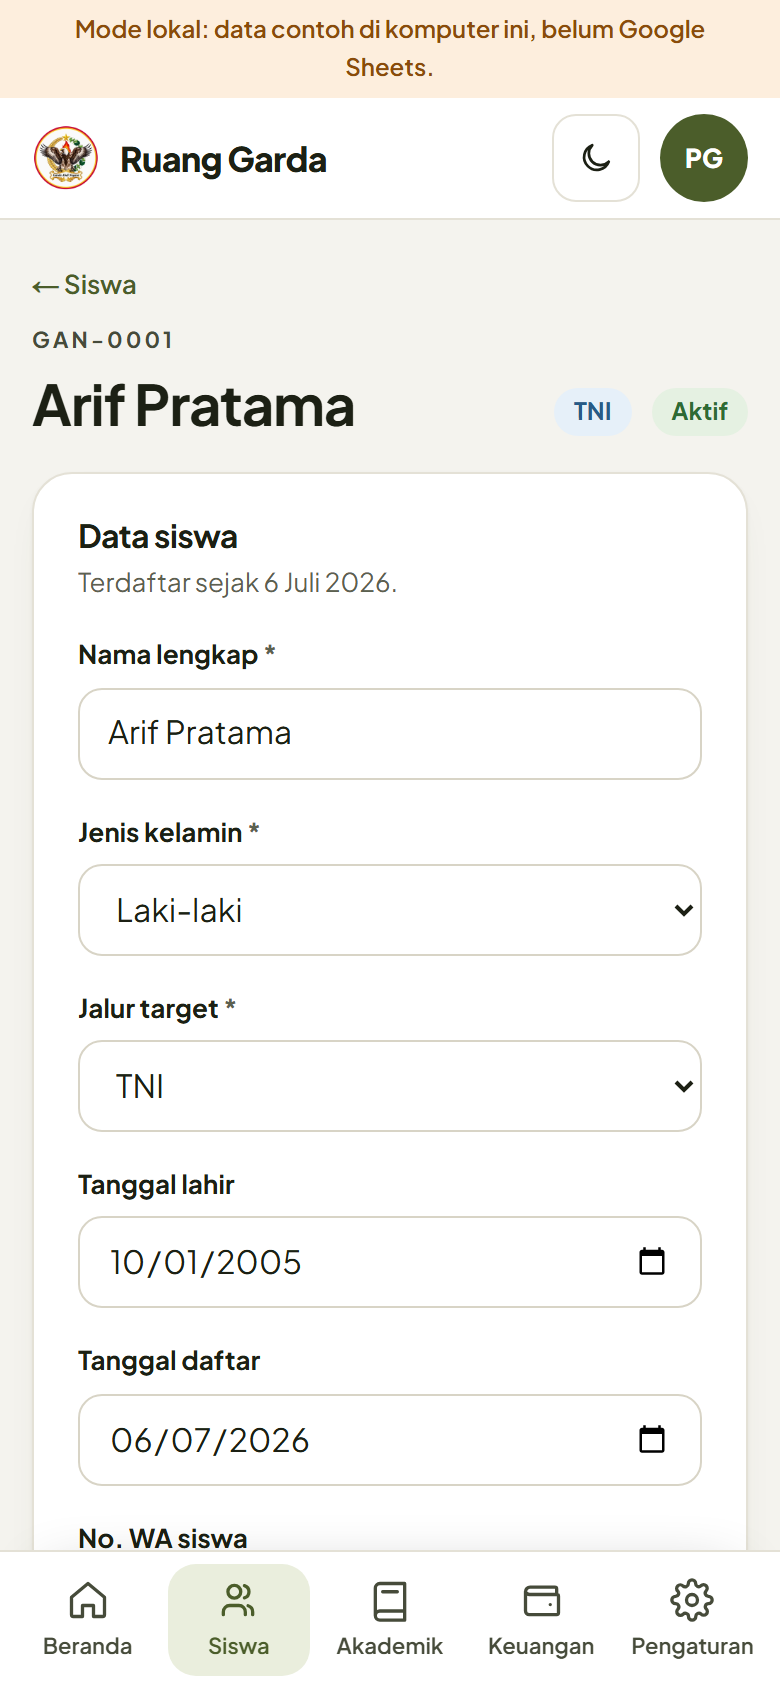 Mode lokal: data contoh di komputer ini, belum Google
Sheets.
Ruang Garda
PG
← Siswa
GAN-0001
Arif Pratama
TNI
Aktif
Data siswa
Terdaftar sejak 6 Juli 2026.
Nama lengkap *
Arif Pratama
Jenis kelamin *
Laki-laki
Jalur target *
TNI
Tanggal lahir
10/01/2005
Tanggal daftar
06/07/2026
No. WA siswa
Beranda
Siswa
Akademik
Keuangan
Pengaturan